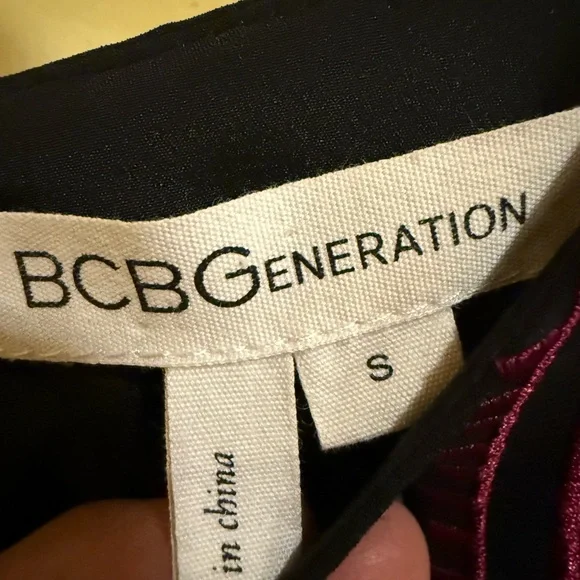 BCBGENERATION
S
in china